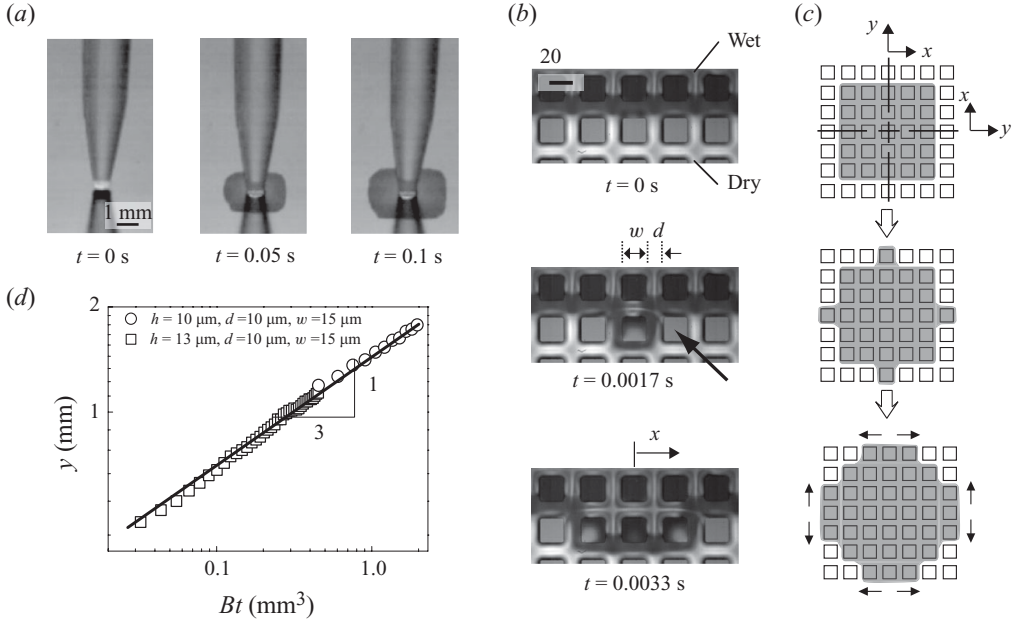 (a)
1 mm
t = 0 s
t = 0.05 s
t = 0.1 s
(b)
20
Wet
Dry
t = 0 s
w
d
t = 0.0017 s
x
t = 0.0033 s
(c)
y
x
x
y
(d)
2
1
y (mm)
h = 10 μm, d =10 μm, w =15 μm
h = 13 μm, d =10 μm, w =15 μm
1
3
0.1
1.0
Bt (mm³)